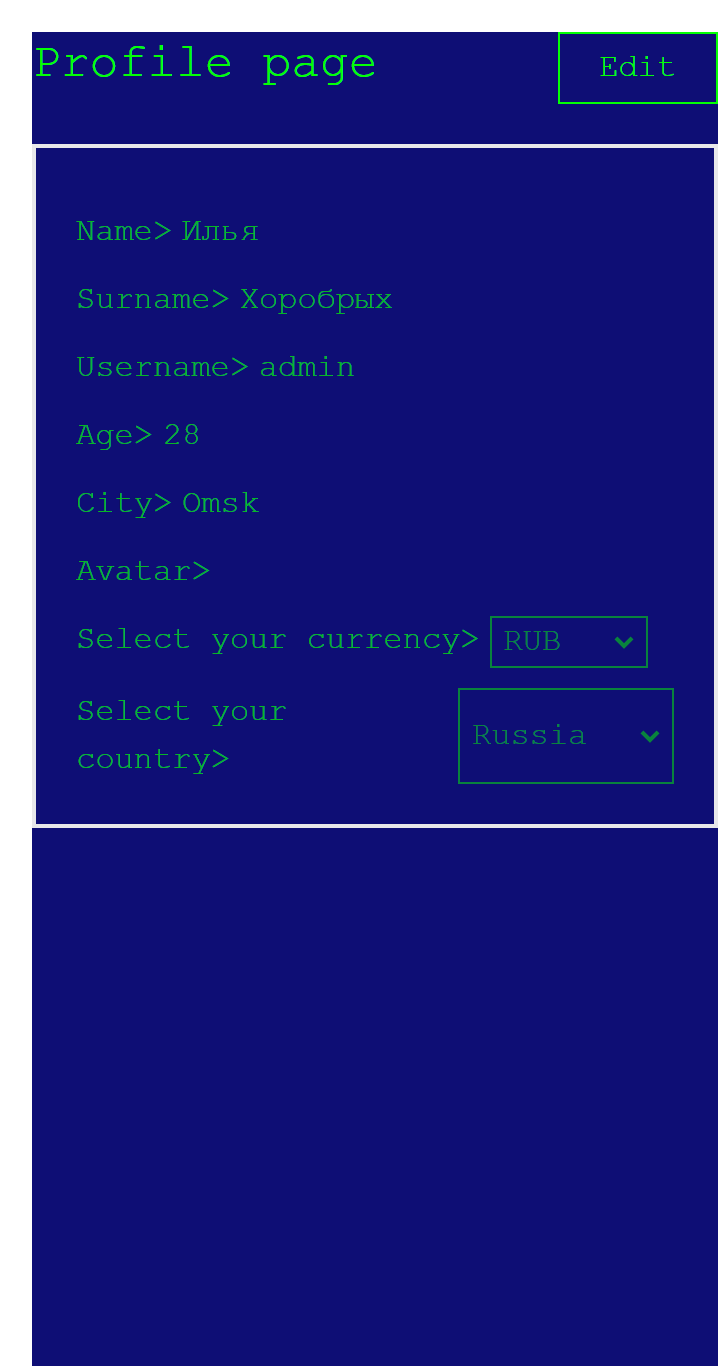 Profile page Edit
Name> Илья
Surname> Хоробрых
Username> admin
Age> 28
City> Omsk
Avatar>
Select your currency> RUB
Select your
country> Russia